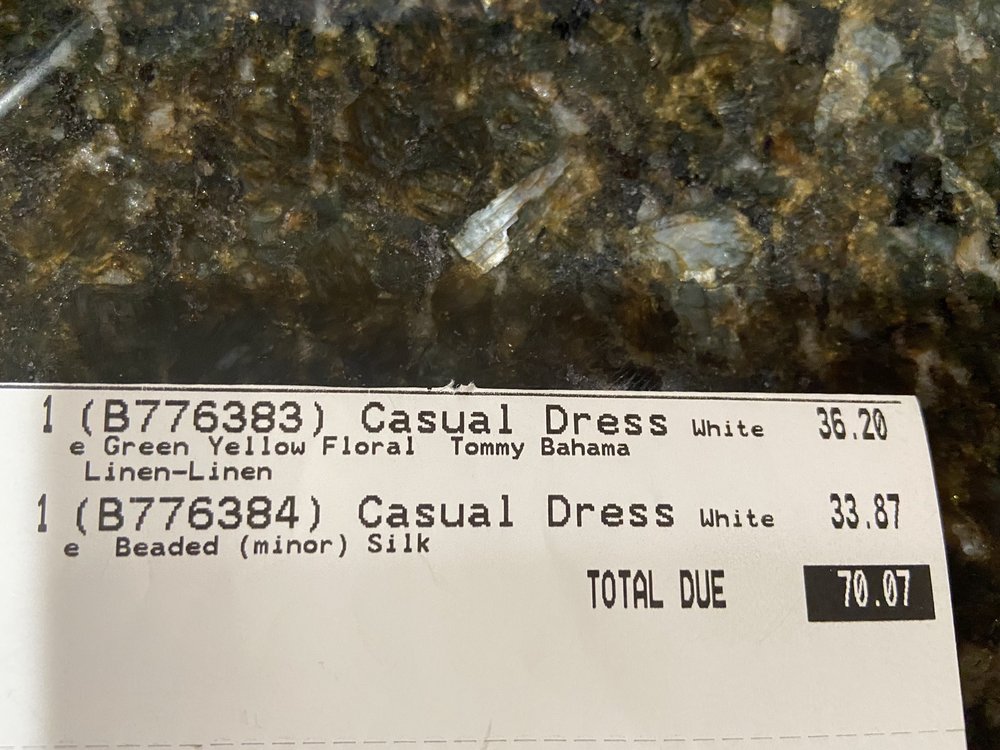 1 (B776383) Casual Dress White 36.20
e Green Yellow Floral Tommy Bahama
Linen-Linen
1 (B776384) Casual Dress White 33.87
e Beaded (minor) Silk
TOTAL DUE 70.07